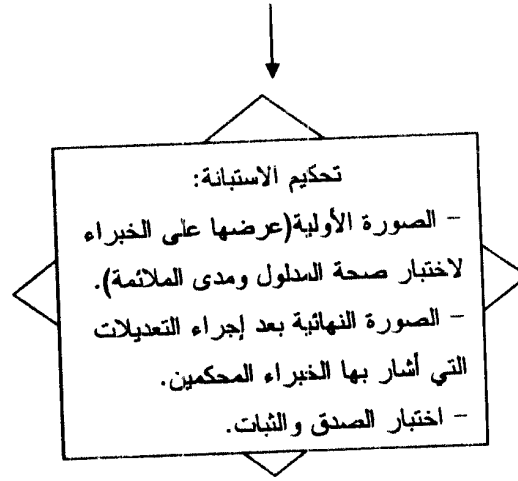 تحكيم الاستبانة:
- الصورة الأولية(عرضها على الخبراء
لاختبار صحة المدلول ومدى الملائمة).
- الصورة النهائية بعد إجراء التعديلات
التي أشار بها الخبراء المحكمين.
- اختبار الصدق والثبات.